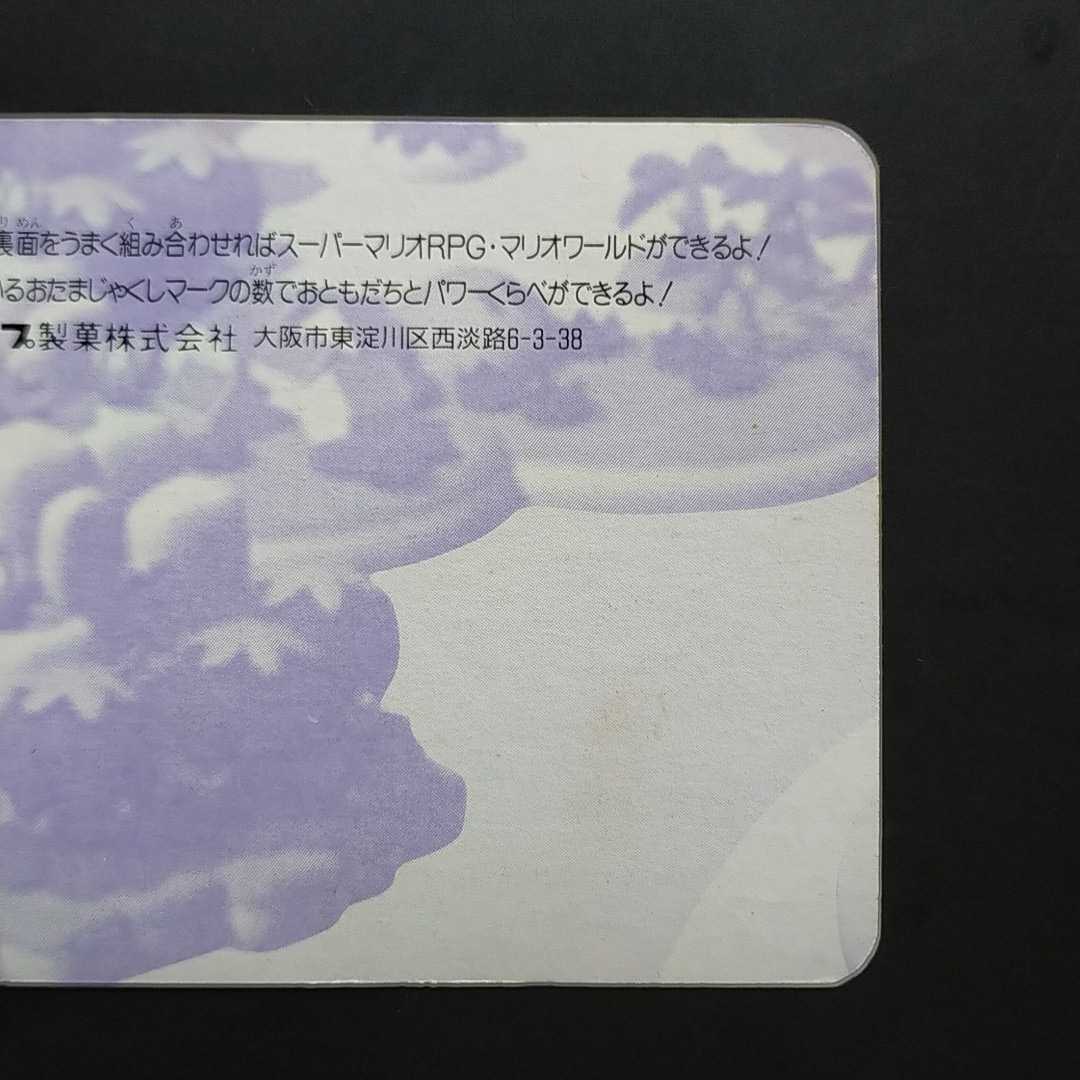 裏面をうまく組み合わせればスーパーマリオRPG・マリオワールドができるよ!
いるおたまじゃくしマークの数でおともだちとパワーくらべができるよ!
プ。製菓株式会社 大阪市東淀川区西淡路6-3-38